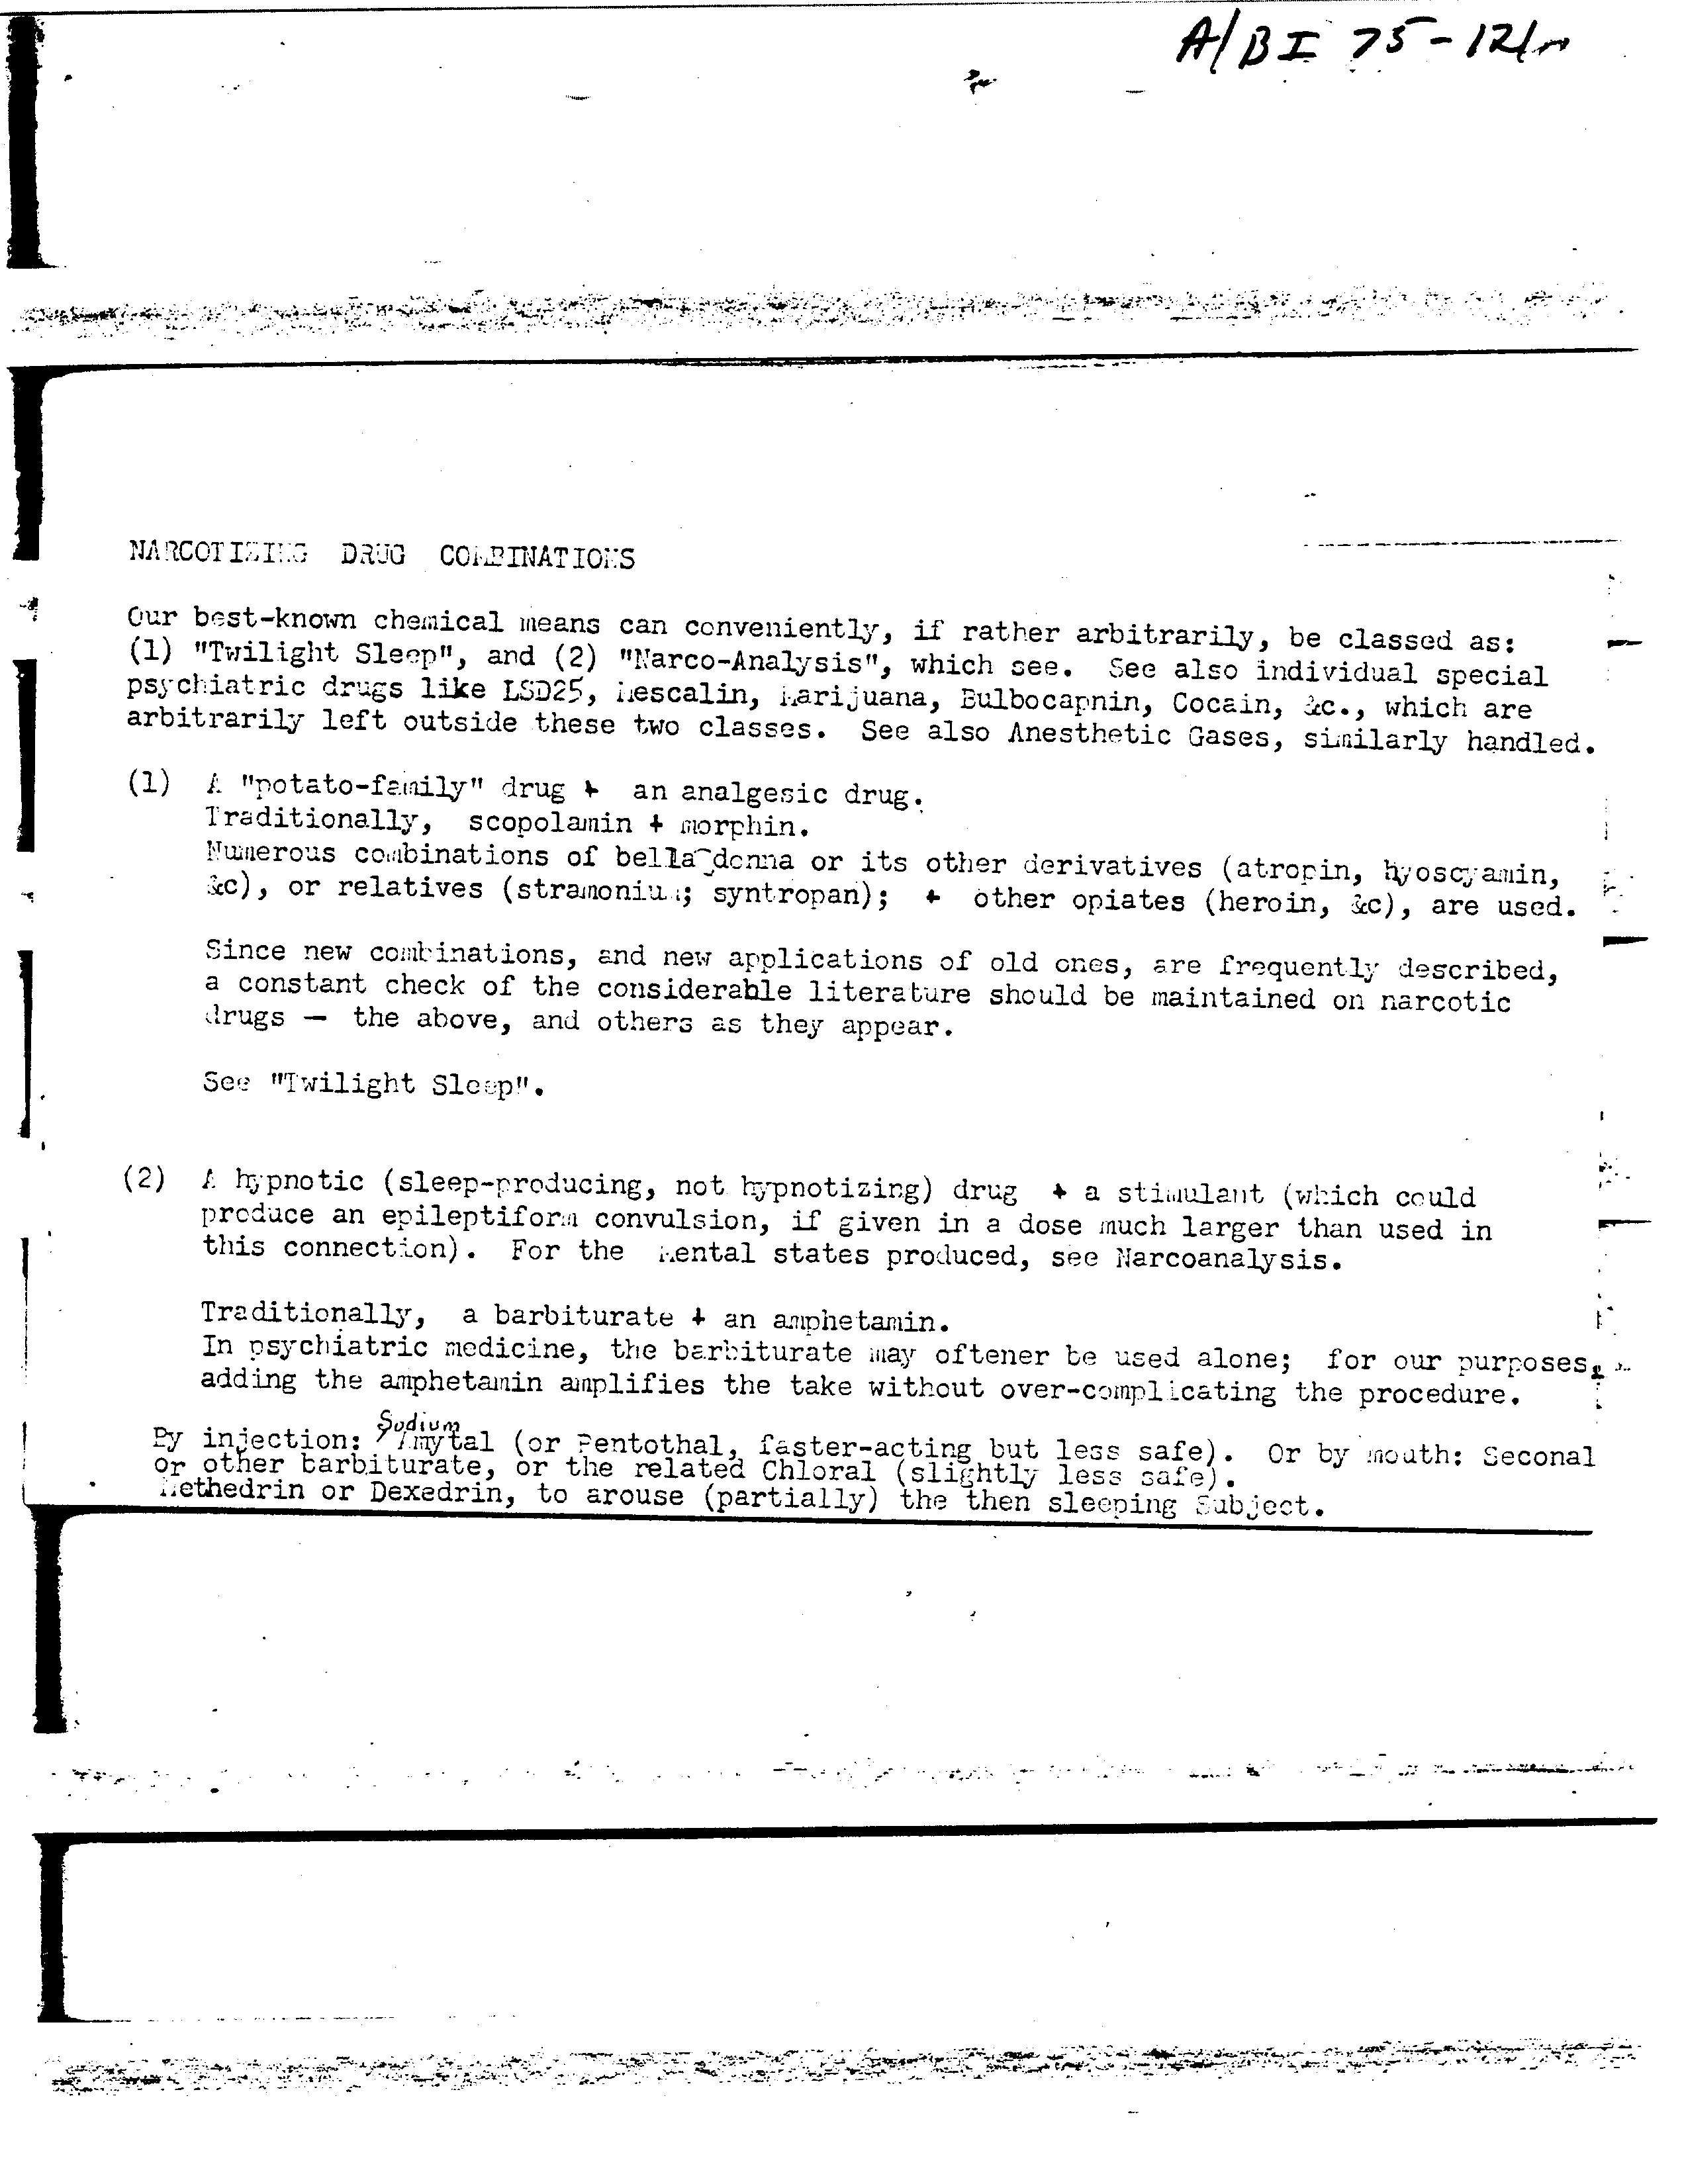 A/BI 75-12/
NARCOTIZING DRUG COMBINATIONS
Our best-known chemical means can conveniently, if rather arbitrarily, be classed as:
(1) "Twilight Sleep", and (2) "Narco-Analysis", which see. See also individual special
psychiatric drugs like LSD25, Mescalin, Marijuana, Bulbocapnin, Cocain, &c., which are
arbitrarily left outside these two classes. See also Anesthetic Gases, similarly handled.
(1) A "potato-family" drug + an analgesic drug.
Traditionally, scopolamin + morphin.
Numerous combinations of bella donna or its other derivatives (atropin, hyoscyamin,
&c), or relatives (stramonium; syntropan); + other opiates (heroin, &c), are used.
Since new combinations, and new applications of old ones, are frequently described,
a constant check of the considerable literature should be maintained on narcotic
drugs — the above, and others as they appear.
See "Twilight Sleep".
(2) A hypnotic (sleep-producing, not hypnotizing) drug + a stimulant (which could
produce an epileptiform convulsion, if given in a dose much larger than used in
this connection). For the mental states produced, see Narcoanalysis.
Traditionally, a barbiturate + an amphetamin.
In psychiatric medicine, the barbiturate may oftener be used alone; for our purposes,
adding the amphetamin amplifies the take without over-complicating the procedure.
By injection: Sodium Amytal (or Pentothal, faster-acting but less safe). Or by mouth: Seconal
or other barbiturate, or the related Chloral (slightly less safe).
Methedrin or Dexedrin, to arouse (partially) the then sleeping Subject.